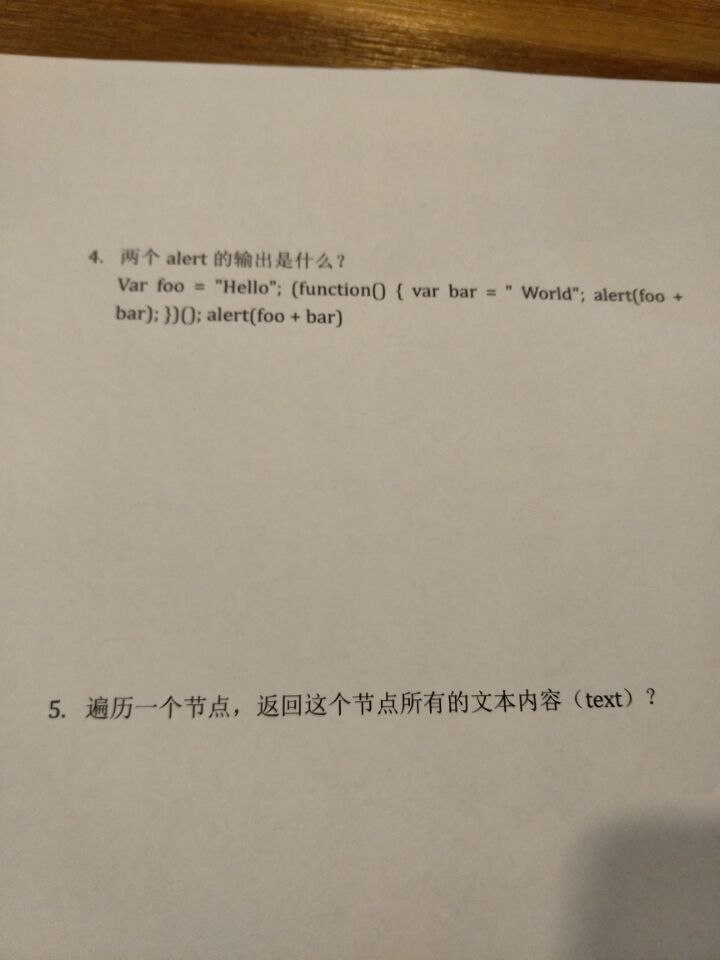 4. 两个 alert 的输出是什么？
Var foo = "Hello"; (function() { var bar = " World"; alert(foo +
bar); })(); alert(foo + bar)
5. 遍历一个节点，返回这个节点所有的文本内容（text）？